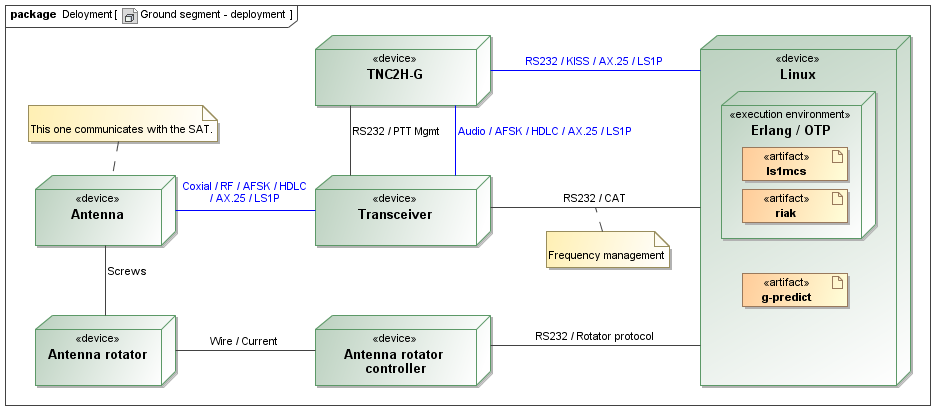 package Deloyment [ Ground segment - deployment ]
«device»
TNC2H-G
RS232 / KISS / AX.25 / LS1P
«device»
Linux
«execution environment»
Erlang / OTP
«artifact»
ls1mcs
«artifact»
riak
«artifact»
g-predict
This one communicates with the SAT.
RS232 / PTT Mgmt
Audio / AFSK / HDLC / AX.25 / LS1P
«device»
Antenna
Coxial / RF / AFSK / HDLC
/ AX.25 / LS1P
«device»
Transceiver
RS232 / CAT
Frequency management
Screws
«device»
Antenna rotator
Wire / Current
«device»
Antenna rotator
controller
RS232 / Rotator protocol